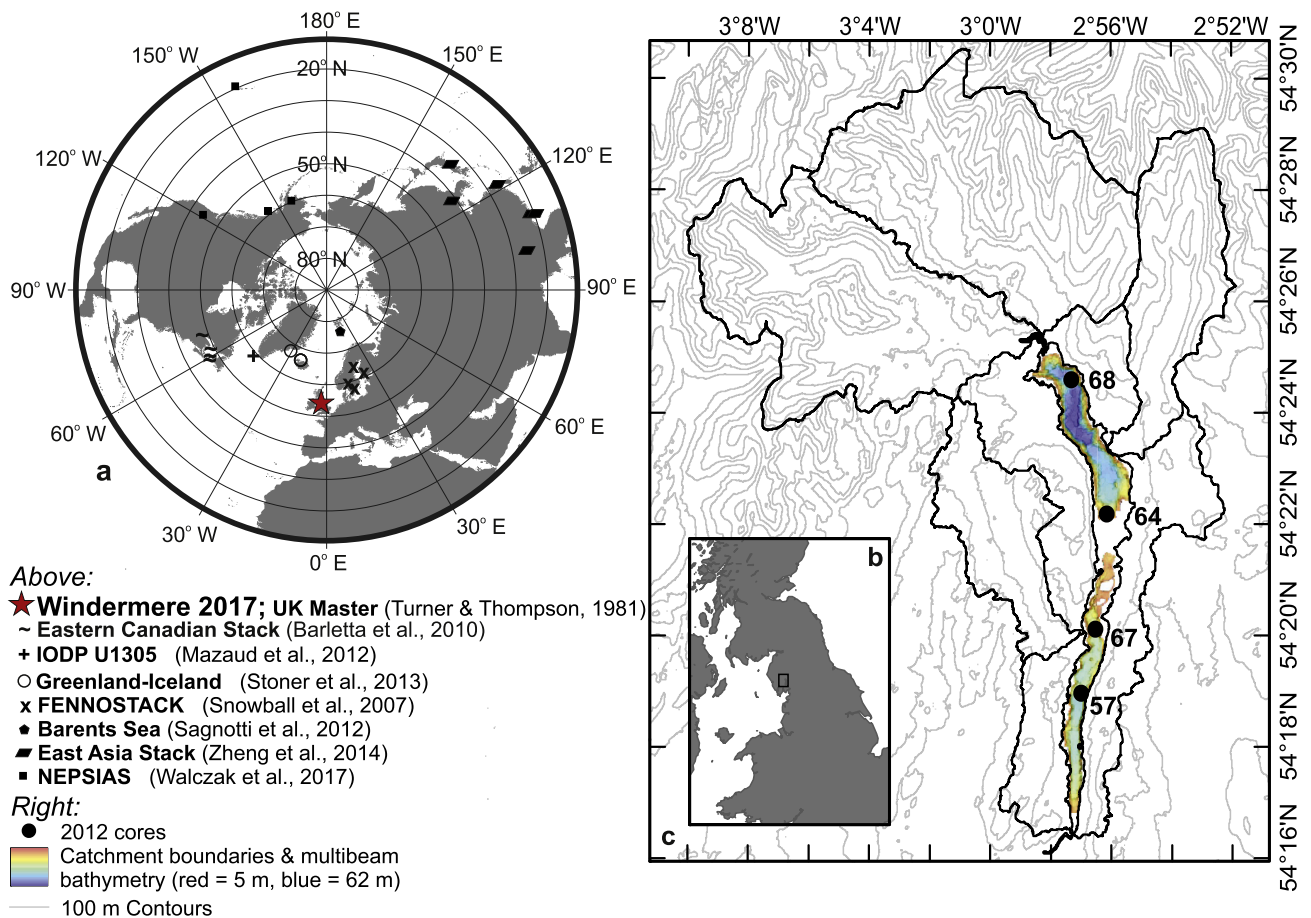 180° E
150° W
150° E
20° N
120° W
120° E
50° N
80° N
90° W
90° E
60° W
60° E
a
30° W
30° E
0° E
Above:
Windermere 2017; UK Master (Turner & Thompson, 1981)
~ Eastern Canadian Stack (Barletta et al., 2010)
+ IODP U1305 (Mazaud et al., 2012)
Greenland-Iceland (Stoner et al., 2013)
x FENNOSTACK (Snowball et al., 2007)
Barents Sea (Sagnotti et al., 2012)
East Asia Stack (Zheng et al., 2014)
NEPSIAS (Walczak et al., 2017)
Right:
2012 cores
Catchment boundaries & multibeam
bathymetry (red = 5 m, blue = 62 m)
100 m Contours
3°8'W 3°4'W 3°0'W 2°56'W 2°52'W
54°30'N
54°28'N
54°26'N
54°24'N
54°22'N
54°20'N
54°18'N
54°16'N
68
64
67
57
b
c